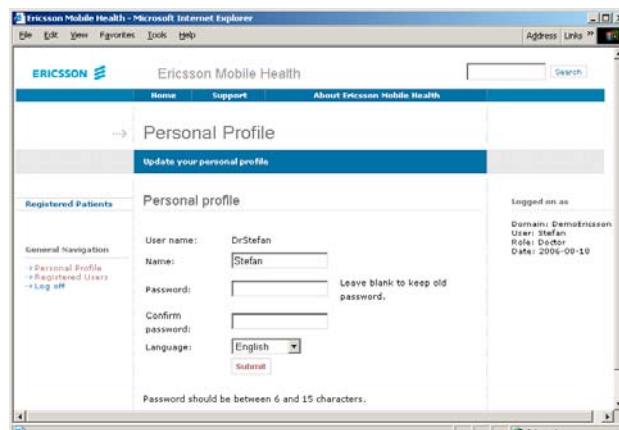 Ericsson Mobile Health - Microsoft Internet Explorer
File Edit View Favorites Tools Help Address Links »
ERICSSON Ericsson Mobile Health Search
Home Support About Ericsson Mobile Health
Personal Profile
Update your personal profile
Registered Patients
Personal profile
Logged on as
Domain: DemoEricsson
User: Stefan
Role: Doctor
General Navigation
Personal Profile
Registered Users
Log off
User name: DrStefan
Name: Stefan
Password: Leave blank to keep old
password.
Confirm
password:
Language: English
Submit
Password should be between 6 and 15 characters.